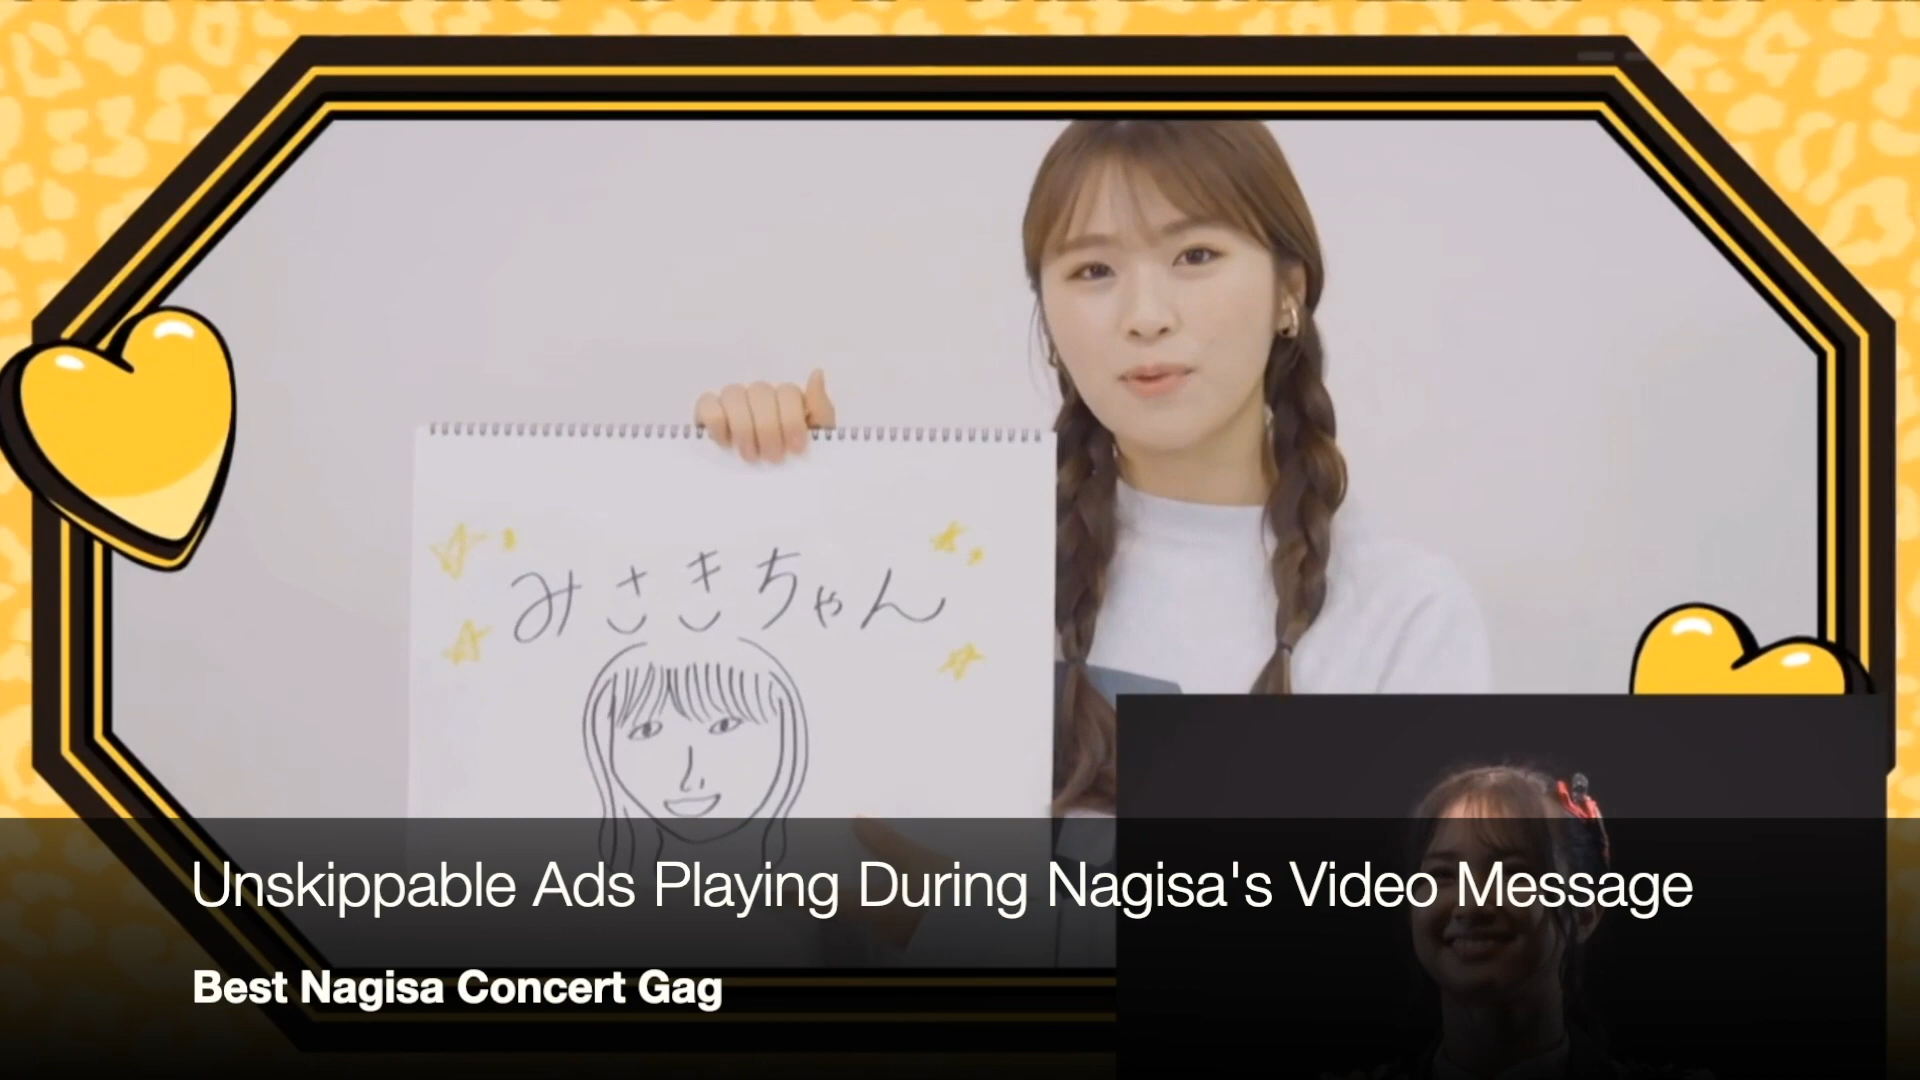 みさきちゃん
Unskippable Ads Playing During Nagisa's Video Message
Best Nagisa Concert Gag